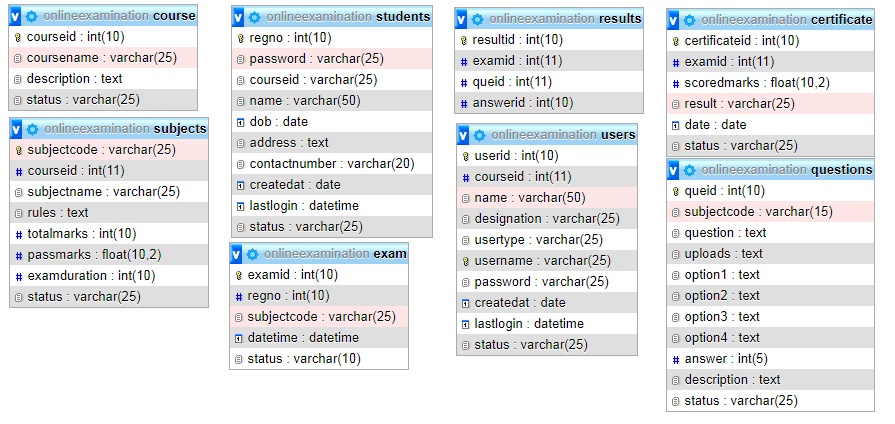 onlineexamination course
courseid : int(10)
coursename : varchar(25)
description : text
status : varchar(25)
onlineexamination subjects
subjectcode : varchar(25)
courseid : int(11)
subjectname : varchar(25)
rules : text
totalmarks : int(10)
passmarks : float(10,2)
examduration : int(10)
status : varchar(25)
onlineexamination students
regno : int(10)
password : varchar(25)
courseid : varchar(25)
name : varchar(50)
dob : date
address : text
contactnumber : varchar(20)
createdat : date
lastlogin : datetime
status : varchar(25)
onlineexamination exam
examid : int(10)
regno : int(10)
subjectcode : varchar(25)
datetime : datetime
status : varchar(10)
onlineexamination results
resultid : int(10)
examid : int(11)
queid : int(11)
answerid : int(10)
onlineexamination users
userid : int(10)
courseid : int(11)
name : varchar(50)
designation : varchar(25)
usertype : varchar(25)
username : varchar(25)
password : varchar(25)
createdat : date
lastlogin : datetime
status : varchar(25)
onlineexamination certificate
certificateid : int(10)
examid : int(11)
scoredmarks : float(10,2)
result : varchar(25)
date : date
status : varchar(25)
onlineexamination questions
queid : int(10)
subjectcode : varchar(15)
question : text
uploads : text
option1 : text
option2 : text
option3 : text
option4 : text
answer : int(5)
description : text
status : varchar(25)